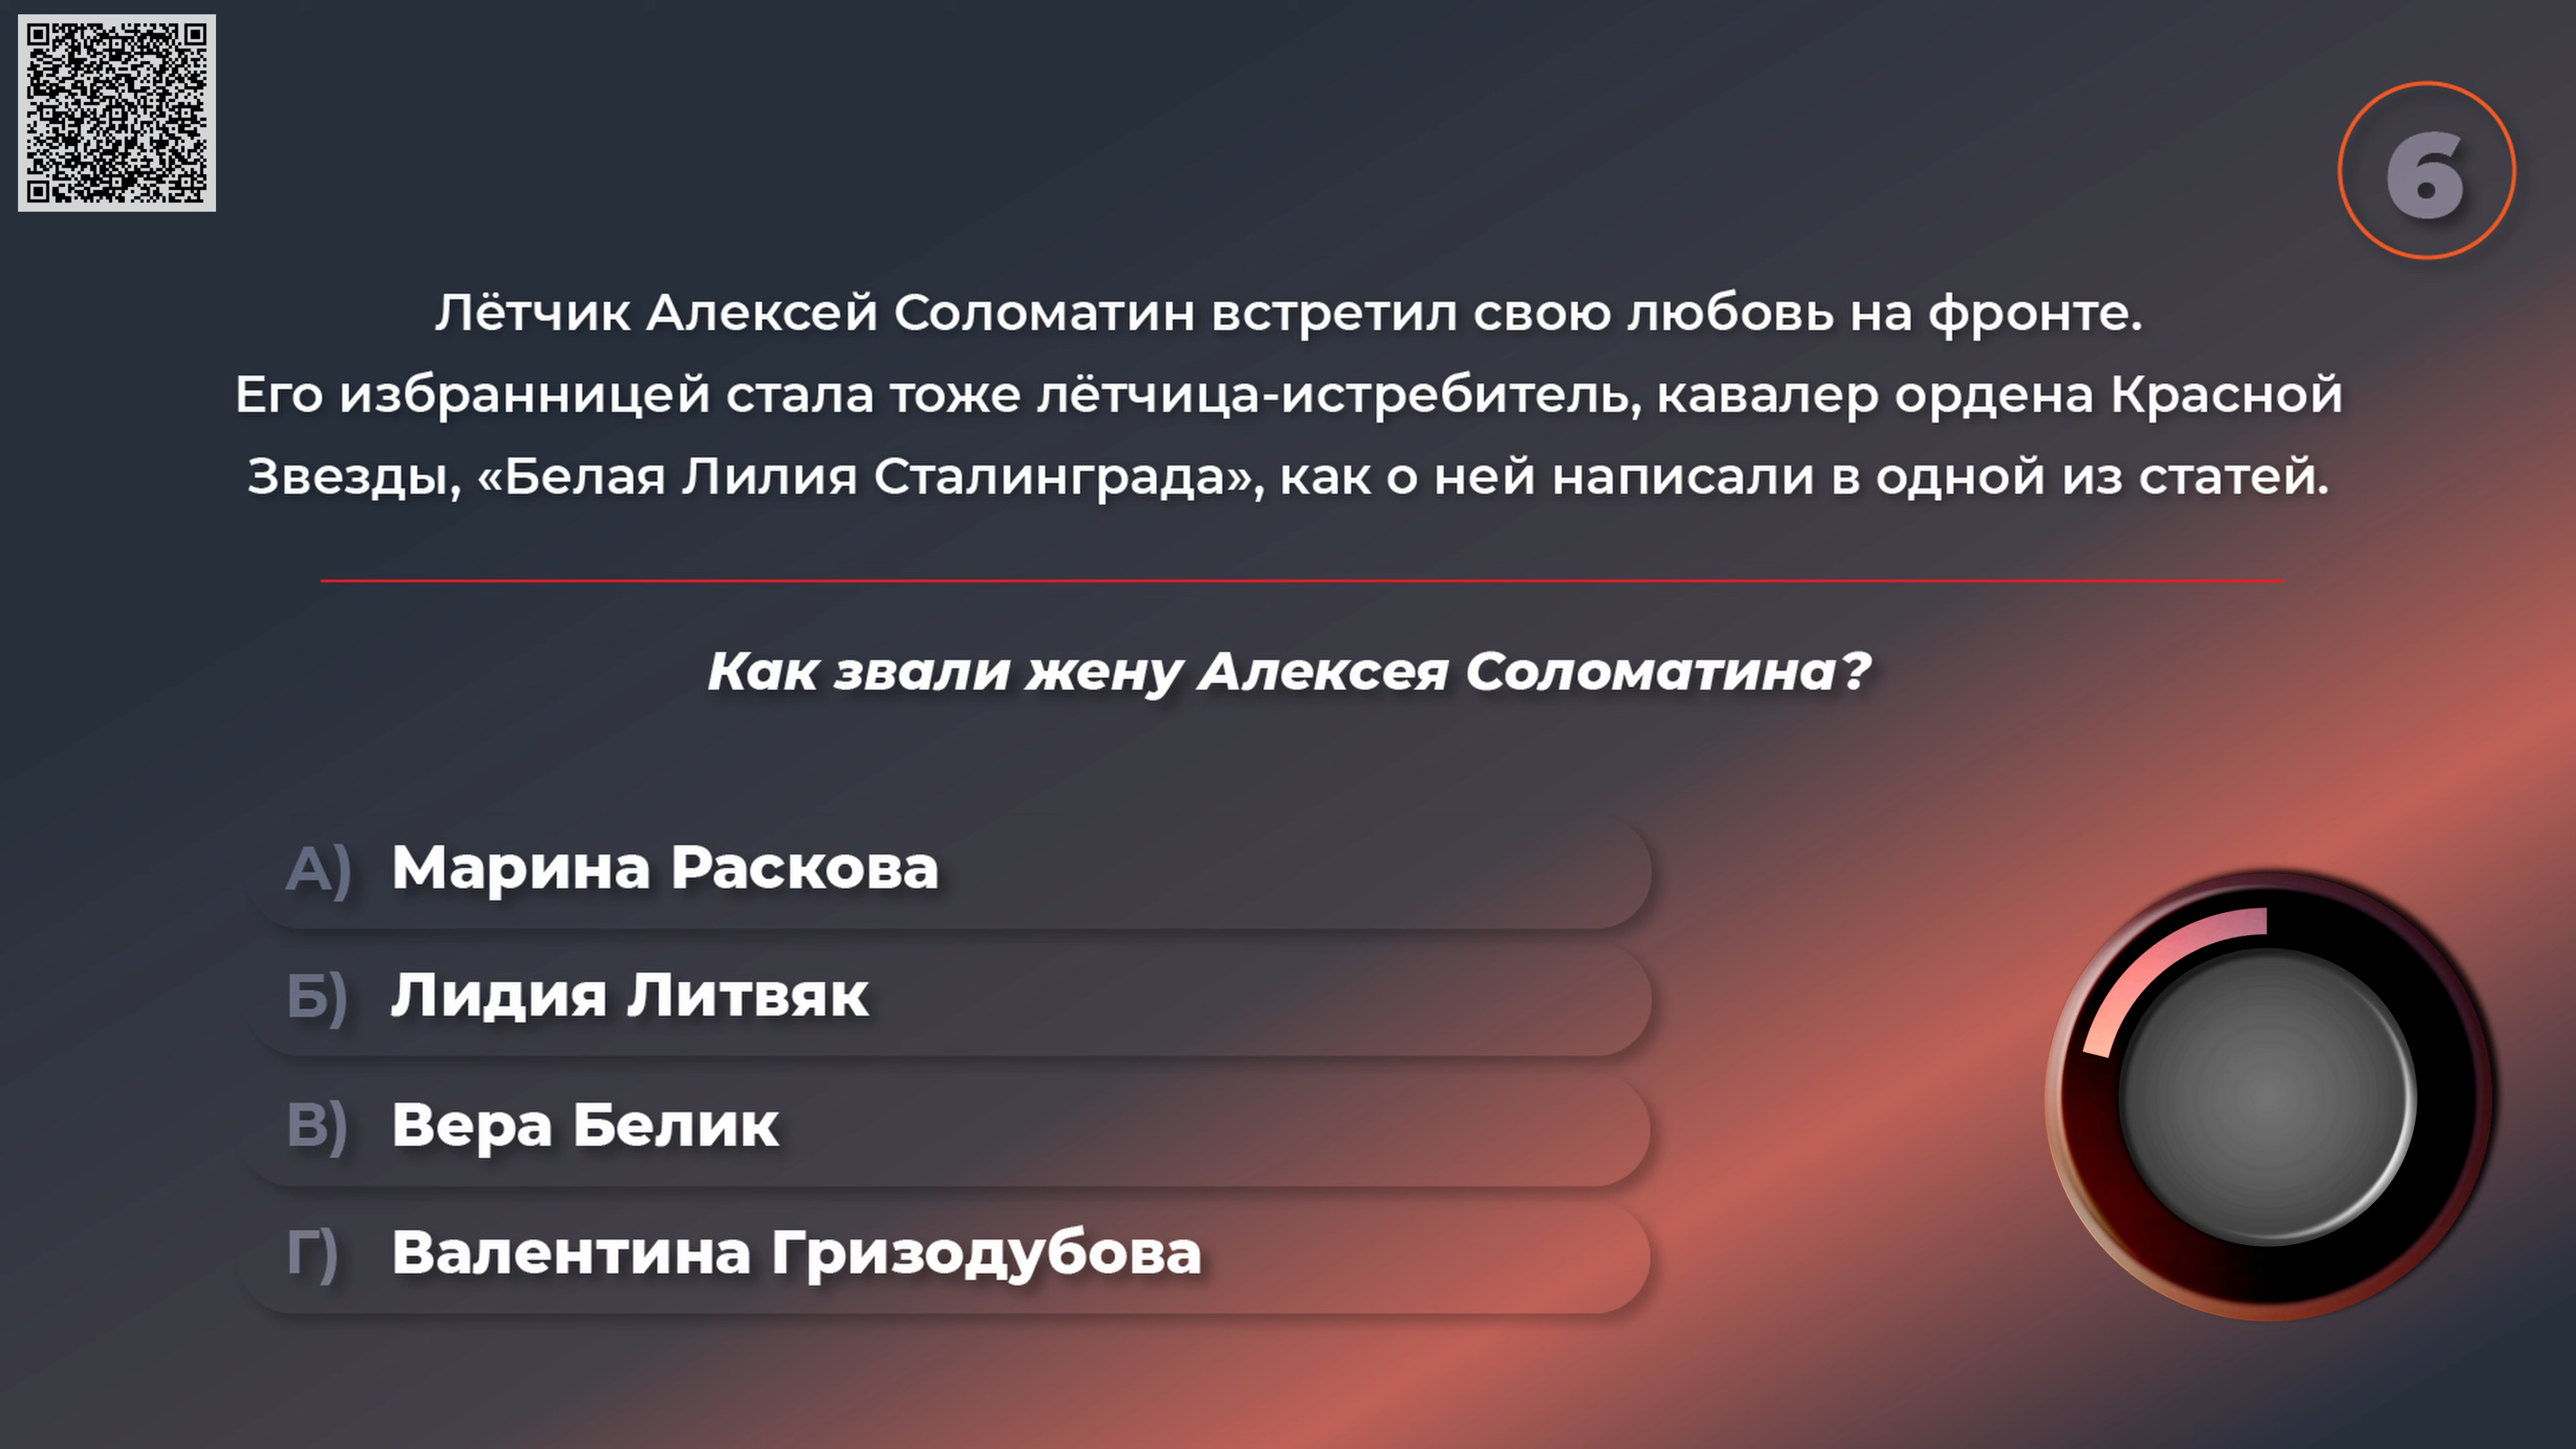 6
Лётчик Алексей Соломатин встретил свою любовь на фронте.
Его избранницей стала тоже лётчица-истребитель, кавалер ордена Красной
Звезды, «Белая Лилия Сталинграда», как о ней написали в одной из статей.
Как звали жену Алексея Соломатина?
А) Марина Раскова
Б) Лидия Литвяк
В) Вера Белик
Г) Валентина Гризодубова